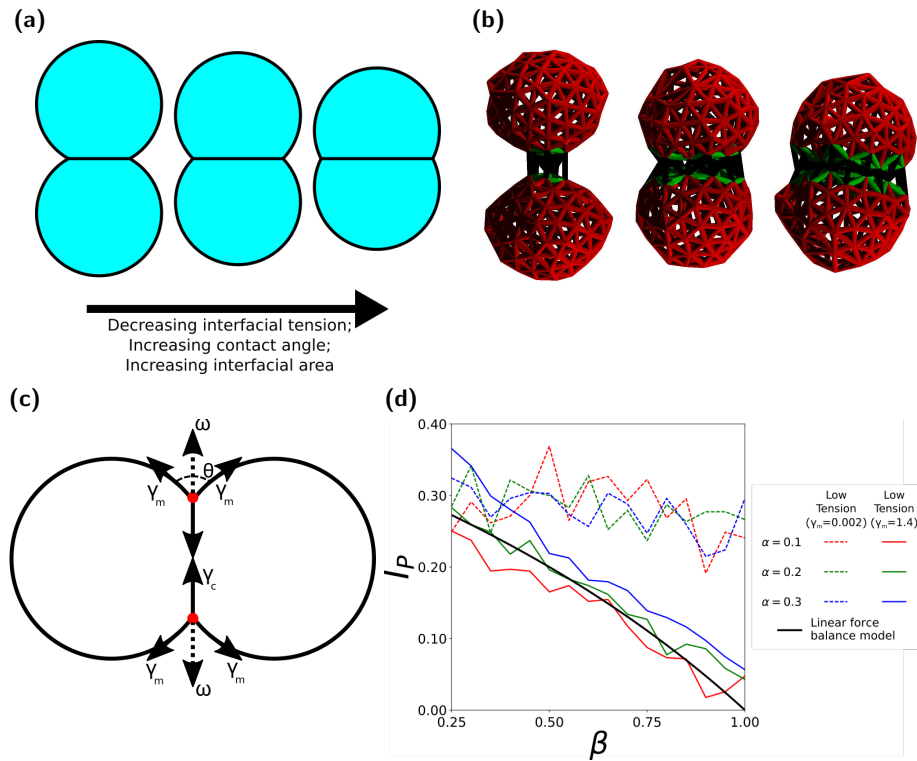 (a)
(b)
Decreasing interfacial tension;
Increasing contact angle;
Increasing interfacial area
(c)
(d)
ω
θ
γm
γm
γc
γm
γm
ω
0.40
0.30
0.20
0.10
0.00
IP
0.25
0.50
0.75
1.00
β
Low Tension (γm=0.002)
Low Tension (γm=1.4)
α = 0.1
α = 0.2
α = 0.3
Linear force
balance model